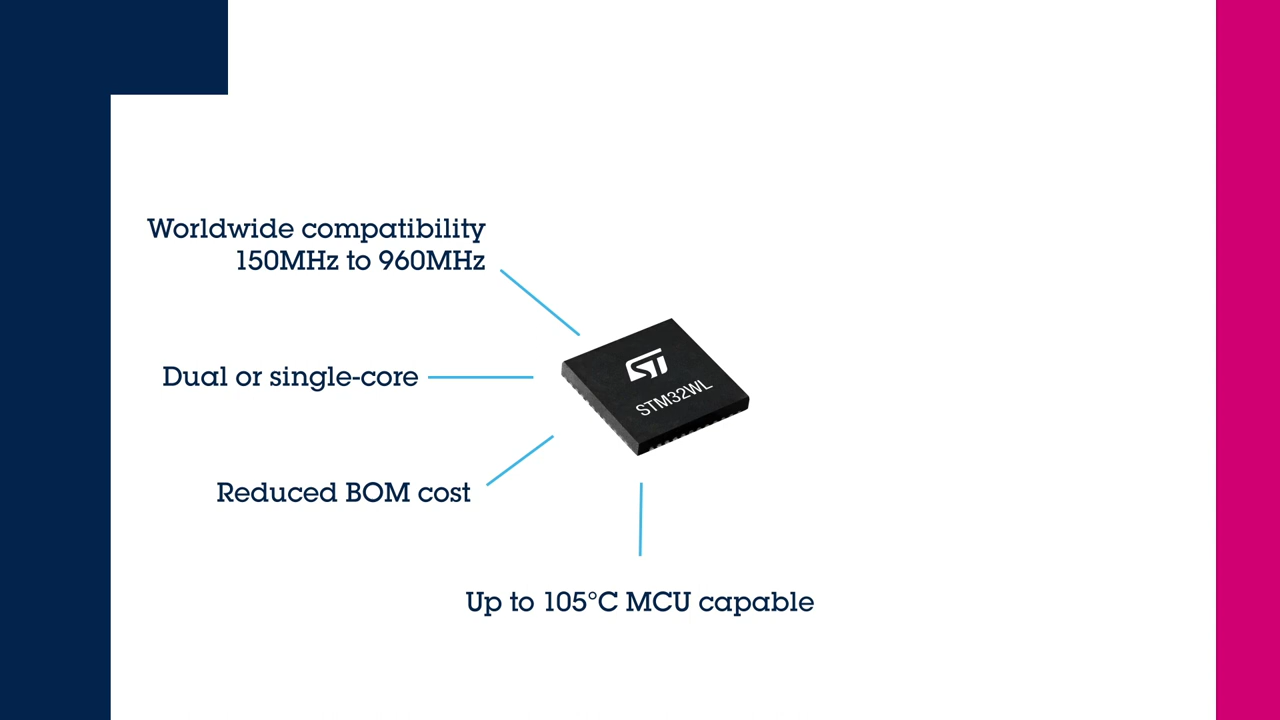 Worldwide compatibility
150MHz to 960MHz
Dual or single-core
ST
STM32WL
Reduced BOM cost
Up to 105°C MCU capable